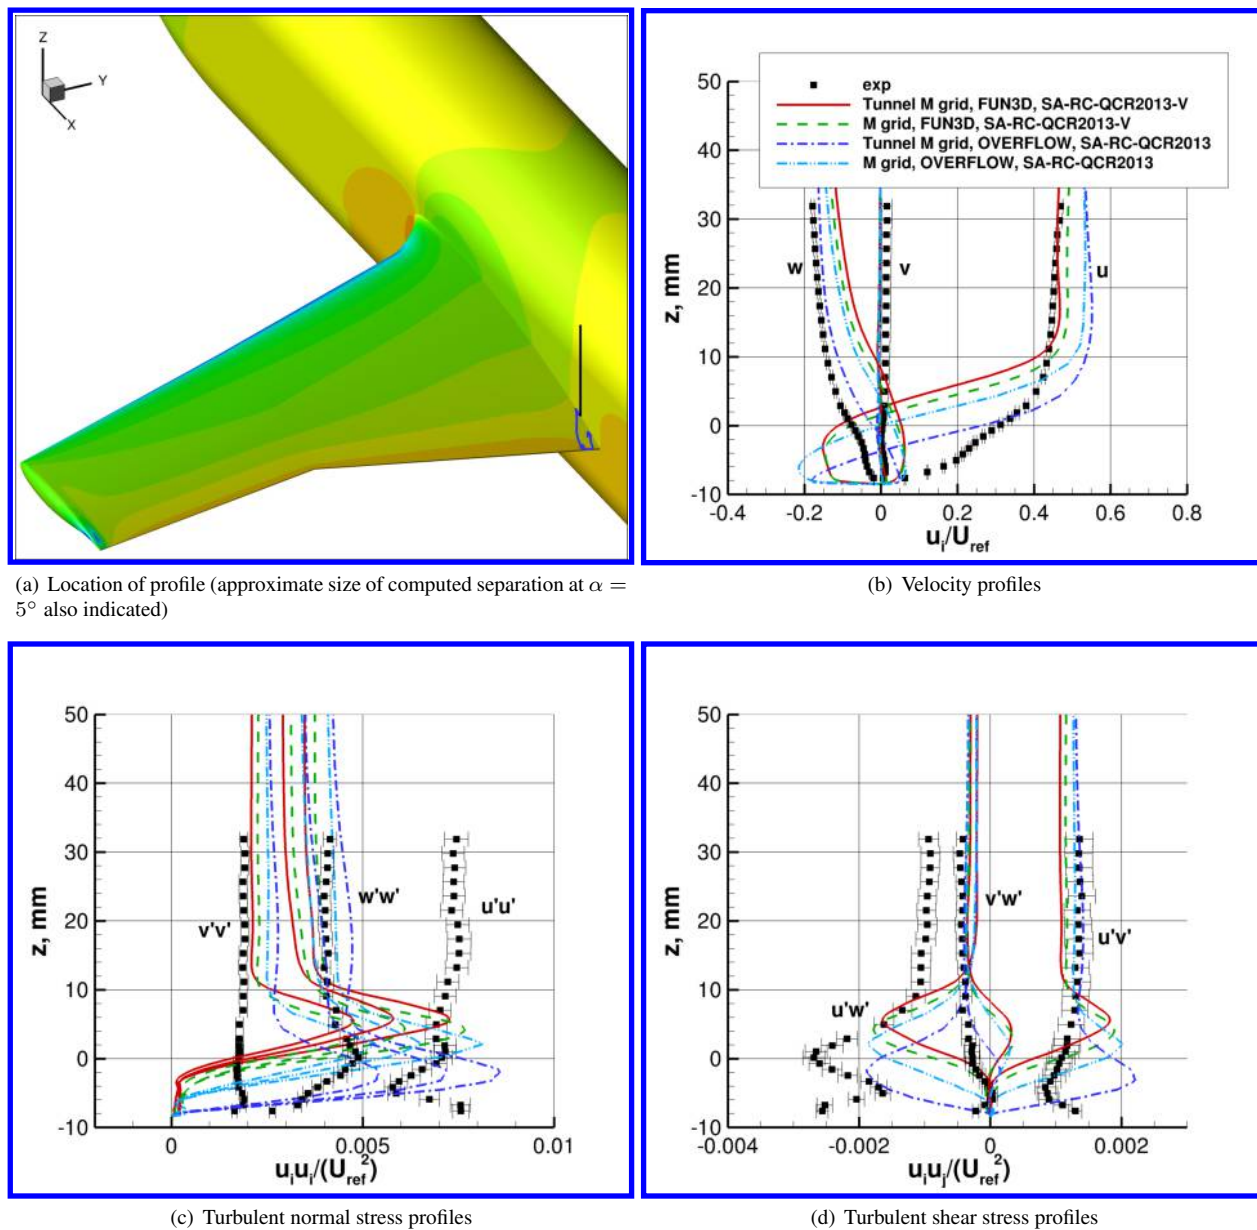 Z
Y
X
(a) Location of profile (approximate size of computed separation at α =
5° also indicated)
50
40
30
20
10
0
-10
z, mm
exp
Tunnel M grid, FUN3D, SA-RC-QCR2013-V
M grid, FUN3D, SA-RC-QCR2013-V
Tunnel M grid, OVERFLOW, SA-RC-QCR2013
M grid, OVERFLOW, SA-RC-QCR2013
w
v
u
-0.4 -0.2 0 0.2 0.4 0.6 0.8
uᵢ/U_ref
(b) Velocity profiles
50
40
30
20
10
0
-10
z, mm
v'v'
w'w'
u'u'
0 0.005 0.01
uᵢuᵢ/(U_ref²)
(c) Turbulent normal stress profiles
50
40
30
20
10
0
-10
z, mm
v'w'
u'v'
u'w'
-0.004 -0.002 0 0.002
uᵢuⱼ/(U_ref²)
(d) Turbulent shear stress profiles